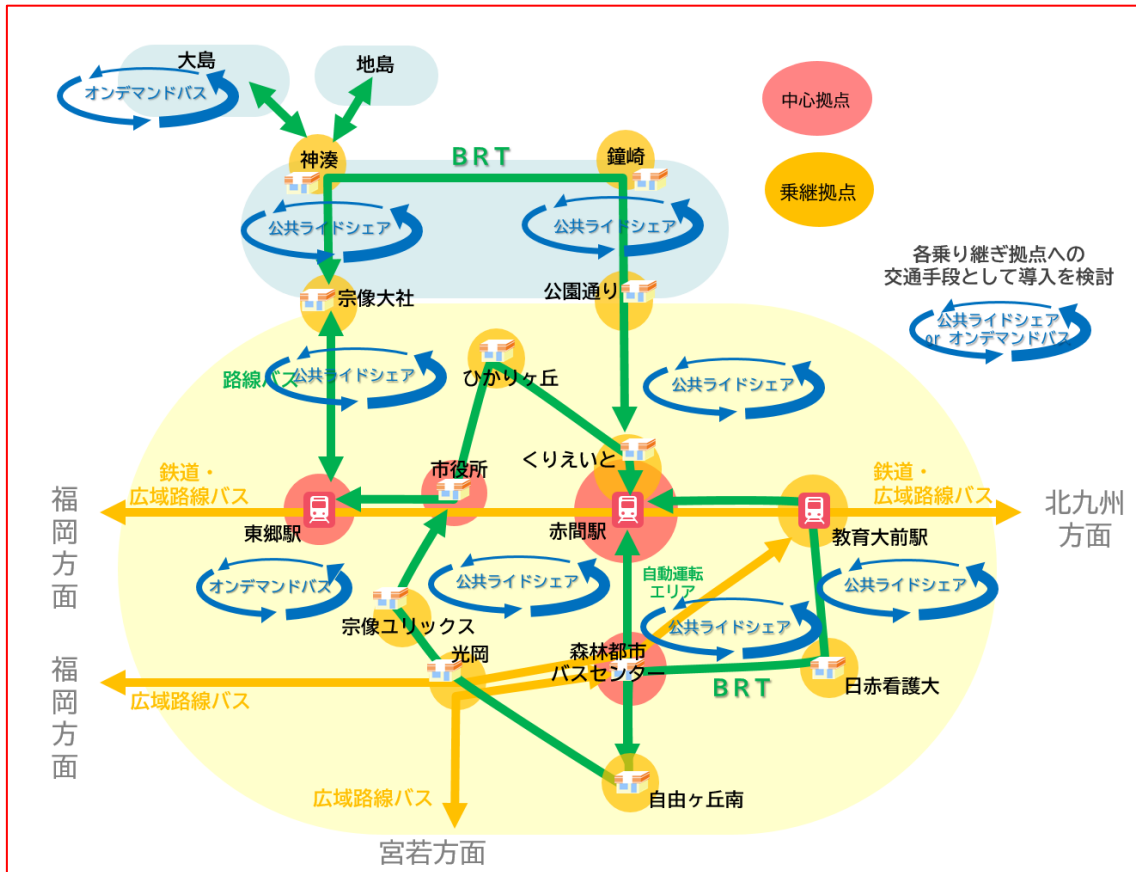 大島
地島
オンデマンドバス
中心拠点
神湊
BRT
鐘崎
乗継拠点
公共ライドシェア
公共ライドシェア
各乗り継ぎ拠点への
交通手段として導入を検討
宗像大社
公園通り
公共ライドシェア
or オンデマンドバス
ひかりヶ丘
路線バス
公共ライドシェア
公共ライドシェア
くりえいと
市役所
鉄道・
広域路線バス
鉄道・
広域路線バス
福岡方面
北九州
方面
東郷駅
赤間駅
教育大前駅
オンデマンドバス
公共ライドシェア
自動運転
エリア
公共ライドシェア
公共ライドシェア
宗像ユリックス
光岡
森林都市
バスセンター
日赤看護大
BRT
福岡方面
広域路線バス
自由ヶ丘南
広域路線バス
宮若方面